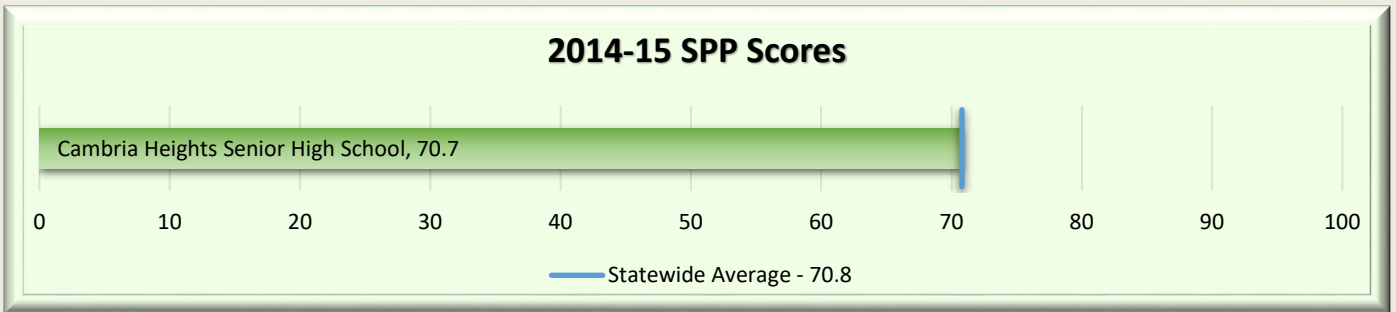 2014-15 SPP Scores
Cambria Heights Senior High School, 70.7
0 10 20 30 40 50 60 70 80 90 100
Statewide Average - 70.8